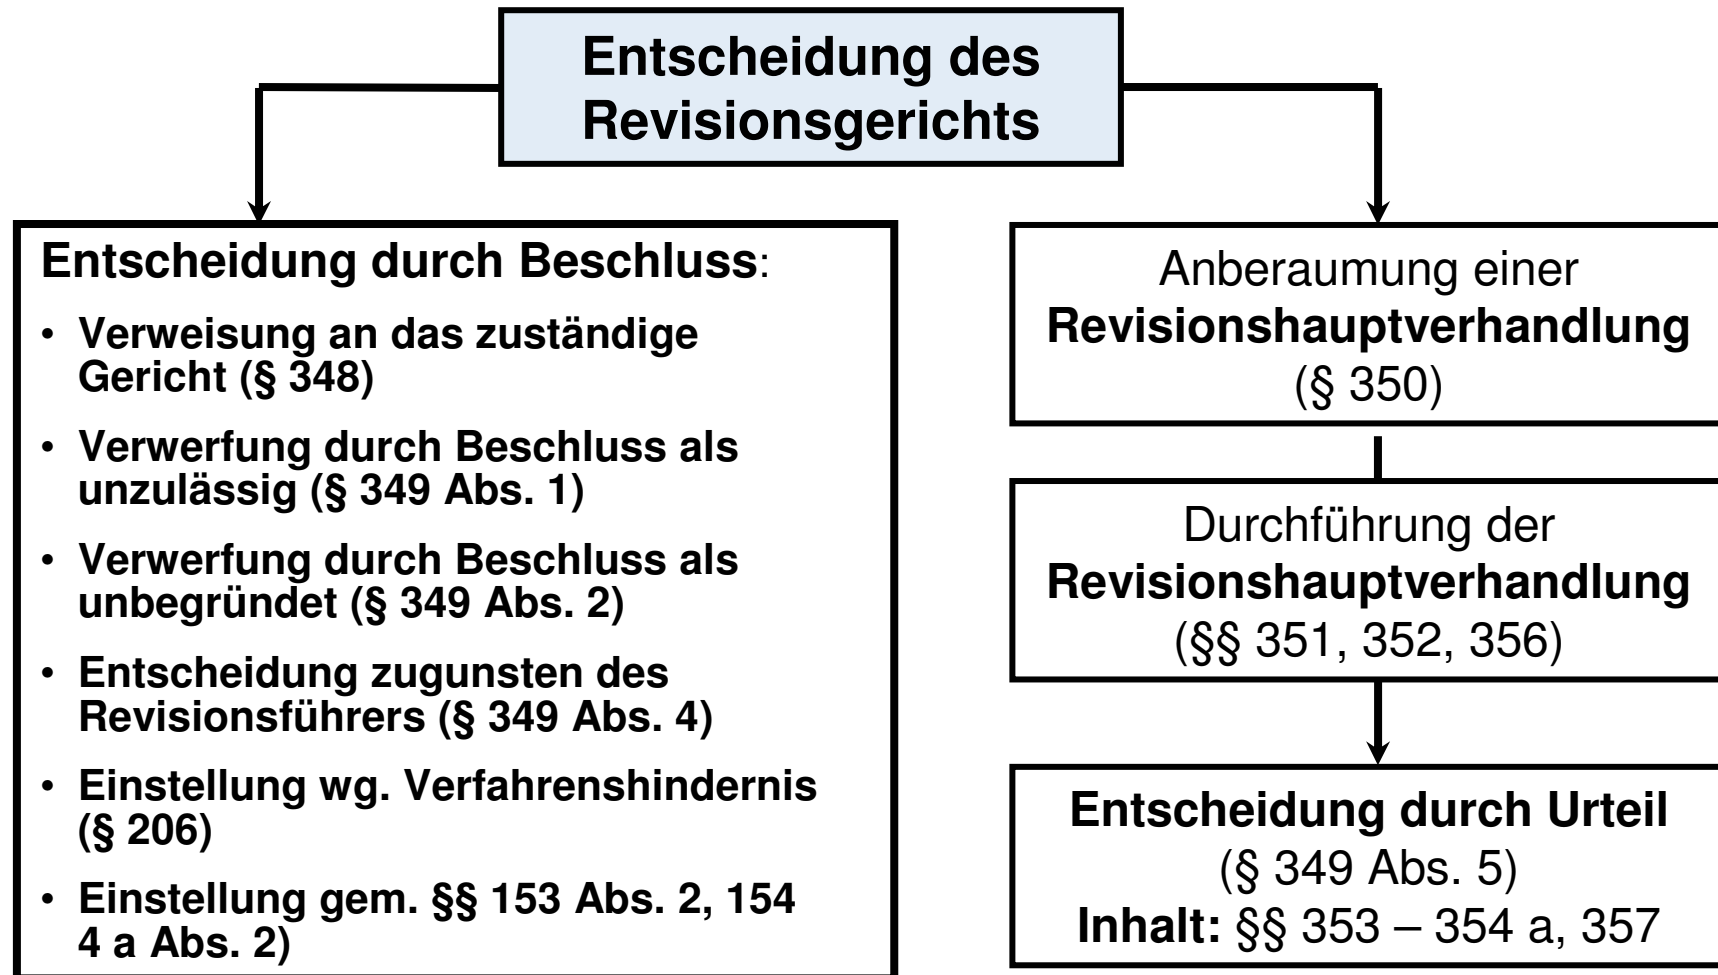 Entscheidung des
Revisionsgerichts
Entscheidung durch Beschluss:
• Verweisung an das zuständige
Gericht (§ 348)
• Verwerfung durch Beschluss als
unzulässig (§ 349 Abs. 1)
• Verwerfung durch Beschluss als
unbegründet (§ 349 Abs. 2)
• Entscheidung zugunsten des
Revisionsführers (§ 349 Abs. 4)
• Einstellung wg. Verfahrenshindernis
(§ 206)
• Einstellung gem. §§ 153 Abs. 2, 154
4 a Abs. 2)
Anberaumung einer
Revisionshauptverhandlung
(§ 350)
Durchführung der
Revisionshauptverhandlung
(§§ 351, 352, 356)
Entscheidung durch Urteil
(§ 349 Abs. 5)
Inhalt: §§ 353 – 354 a, 357